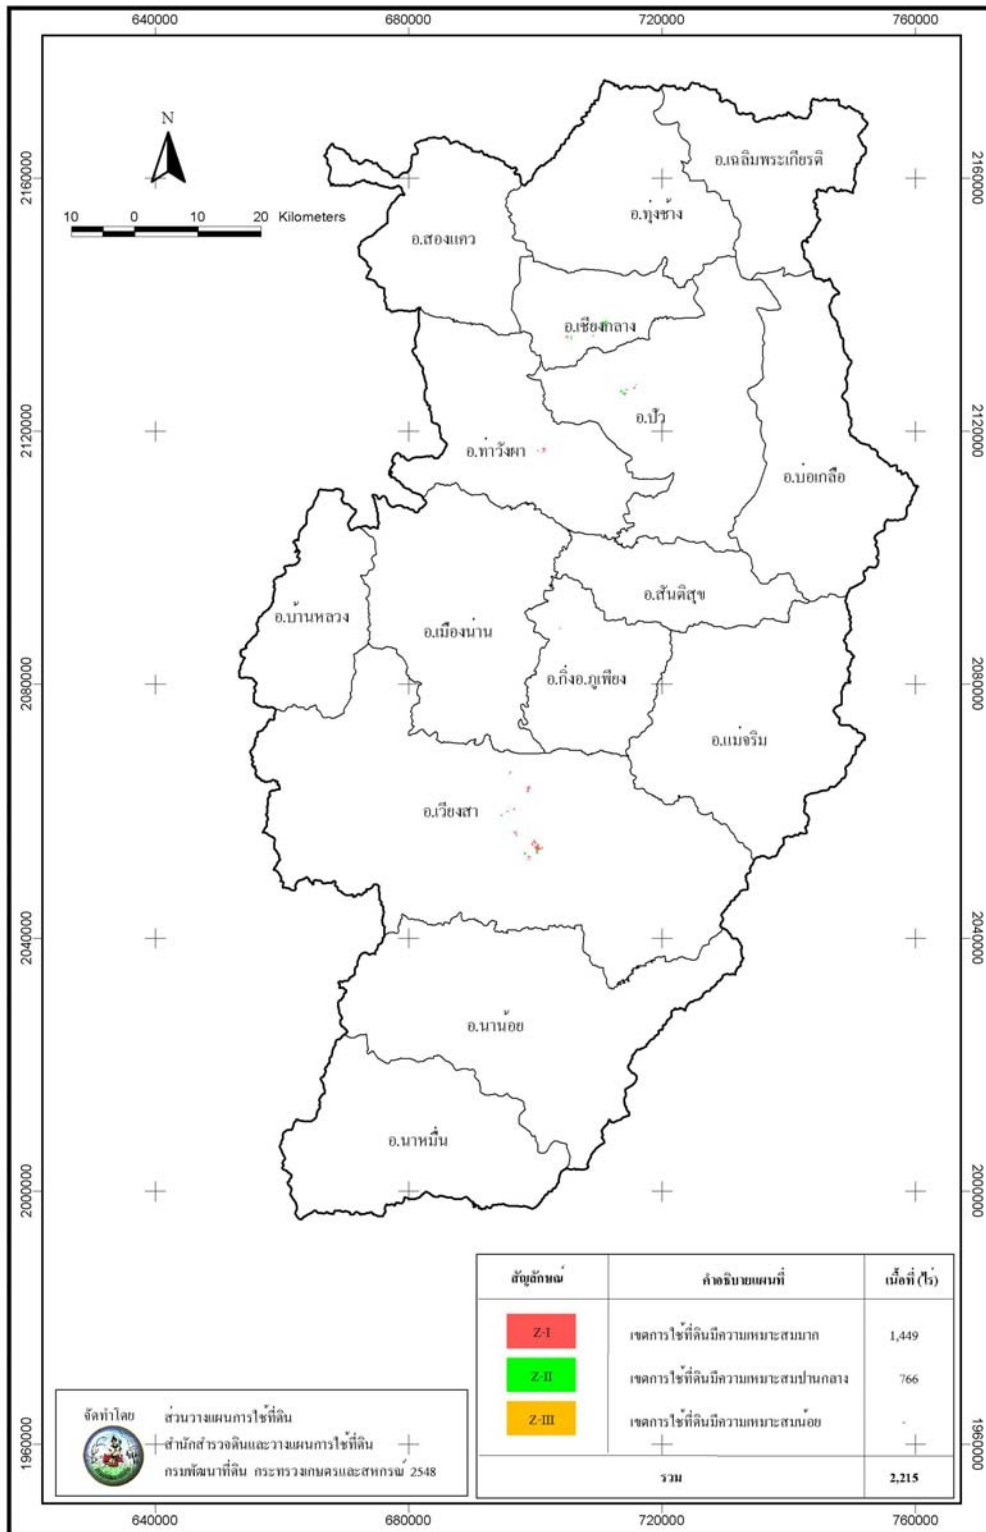 640000 680000 720000 760000
N
10 0 10 20 Kilometers
2160000 2160000
อ.เฉลิมพระเกียรติ
อ.ทุ่งช้าง
อ.สองแคว
อ.เชียงกลาง
อ.ปัว
2120000 2120000
อ.ท่าวังผา
อ.บ่อเกลือ
อ.สันติสุข
อ.บ้านหลวง
อ.เมืองน่าน
อ.กิ่งอ.ภูเพียง
2080000 2080000
อ.แม่จริม
อ.เวียงสา
2040000 2040000
อ.นาน้อย
อ.นาหมื่น
2000000 2000000
สัญลักษณ์ คำอธิบายแผนที่ เนื้อที่ (ไร่)
Z-I เขตการใช้ที่ดินมีความเหมาะสมมาก 1,449
Z-II เขตการใช้ที่ดินมีความเหมาะสมปานกลาง 766
Z-III เขตการใช้ที่ดินมีความเหมาะสมน้อย -
รวม 2,215
จัดทำโดย ส่วนวางแผนการใช้ที่ดิน
สำนักสำรวจดินและวางแผนการใช้ที่ดิน
กรมพัฒนาที่ดิน กระทรวงเกษตรและสหกรณ์ 2548
1960000 1960000
640000 680000 720000 760000